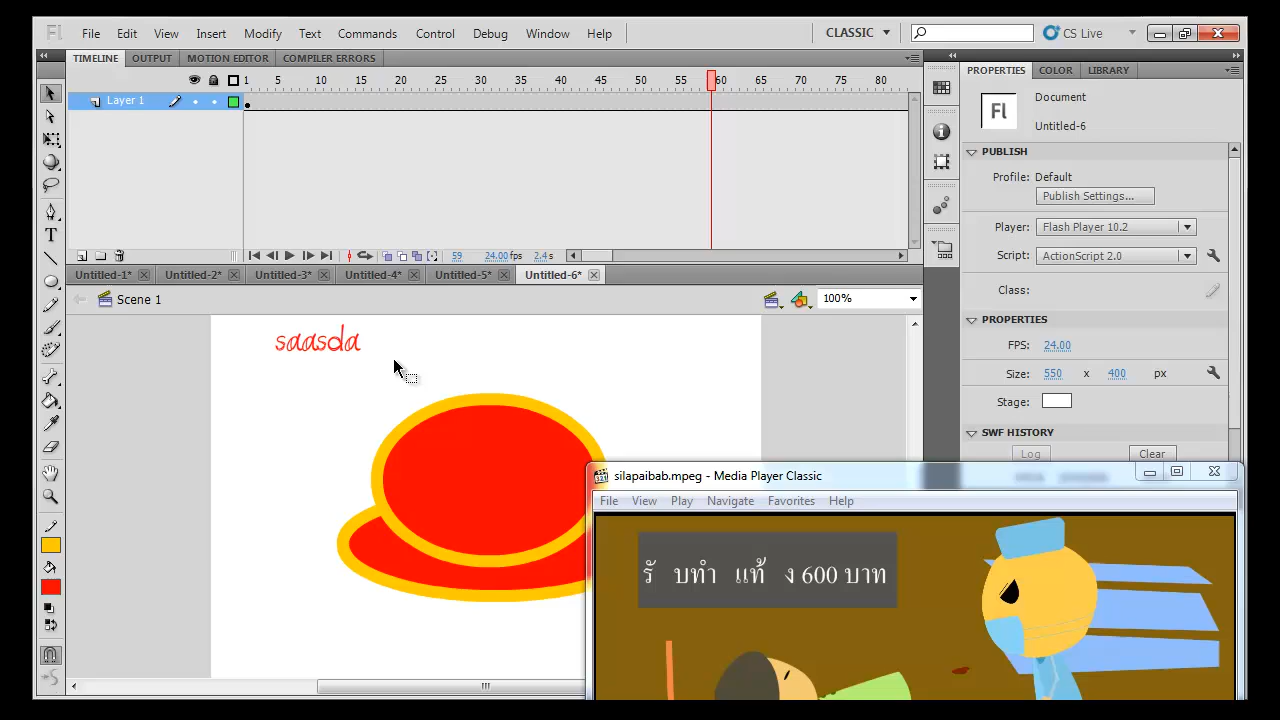 Fl File Edit View Insert Modify Text Commands Control Debug Window Help CLASSIC CS Live
TIMELINE OUTPUT MOTION EDITOR COMPILER ERRORS
1 5 10 15 20 25 30 35 40 45 50 55 60 65 70 75 80
Layer 1
59 24.00fps 2.4s
Untitled-1* Untitled-2* Untitled-3* Untitled-4* Untitled-5* Untitled-6*
Scene 1 100%
saasda
PROPERTIES COLOR LIBRARY
Fl
Document
Untitled-6
PUBLISH
Profile: Default
Publish Settings...
Player: Flash Player 10.2
Script: ActionScript 2.0
Class:
PROPERTIES
FPS: 24.00
Size: 550 x 400 px
Stage:
SWF HISTORY
Log Clear
silapaibab.mpeg - Media Player Classic
File View Play Navigate Favorites Help
รั บทำ แท้ ง 600 บาท